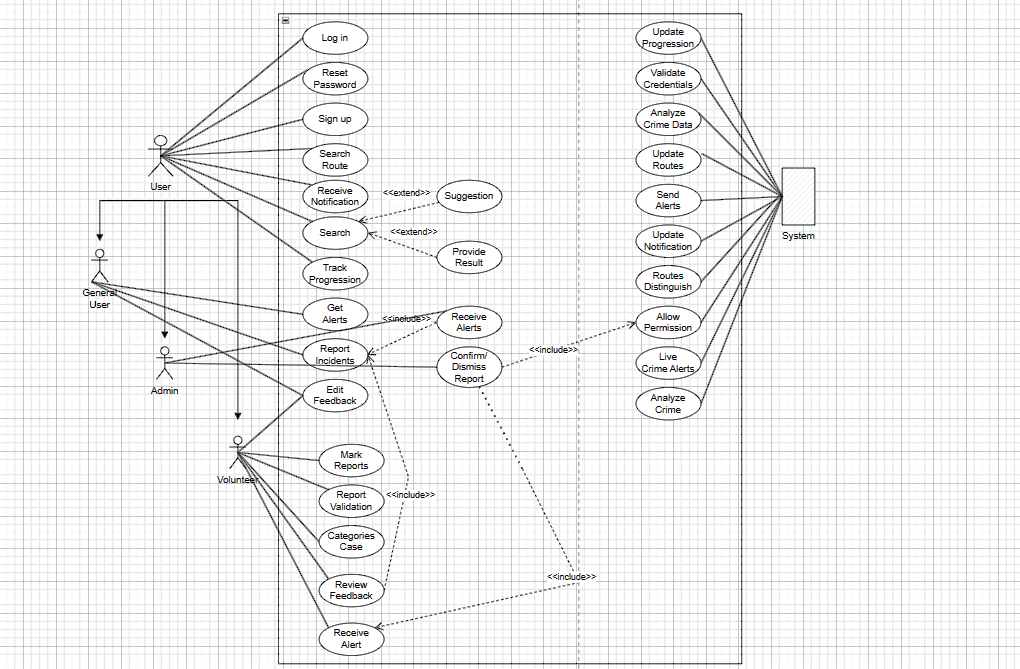 Log in
Reset
Password
Sign up
Search
Route
Receive
Notification
Search
Track
Progression
Get
Alerts
Report
Incidents
Edit
Feedback
Mark
Reports
Report
Validation
Categories
Case
Review
Feedback
Receive
Alert
User
General
User
Admin
Volunteer
<<extend>>
Suggestion
<<extend>>
Provide
Result
<<include>>
Receive
Alerts
Confirm/
Dismiss
Report
<<include>>
<<include>>
<<include>>
Update
Progression
Validate
Credentials
Analyze
Crime Data
Update
Routes
Send
Alerts
Update
Notification
Routes
Distinguish
Allow
Permission
Live
Crime Alerts
Analyze
Crime
System